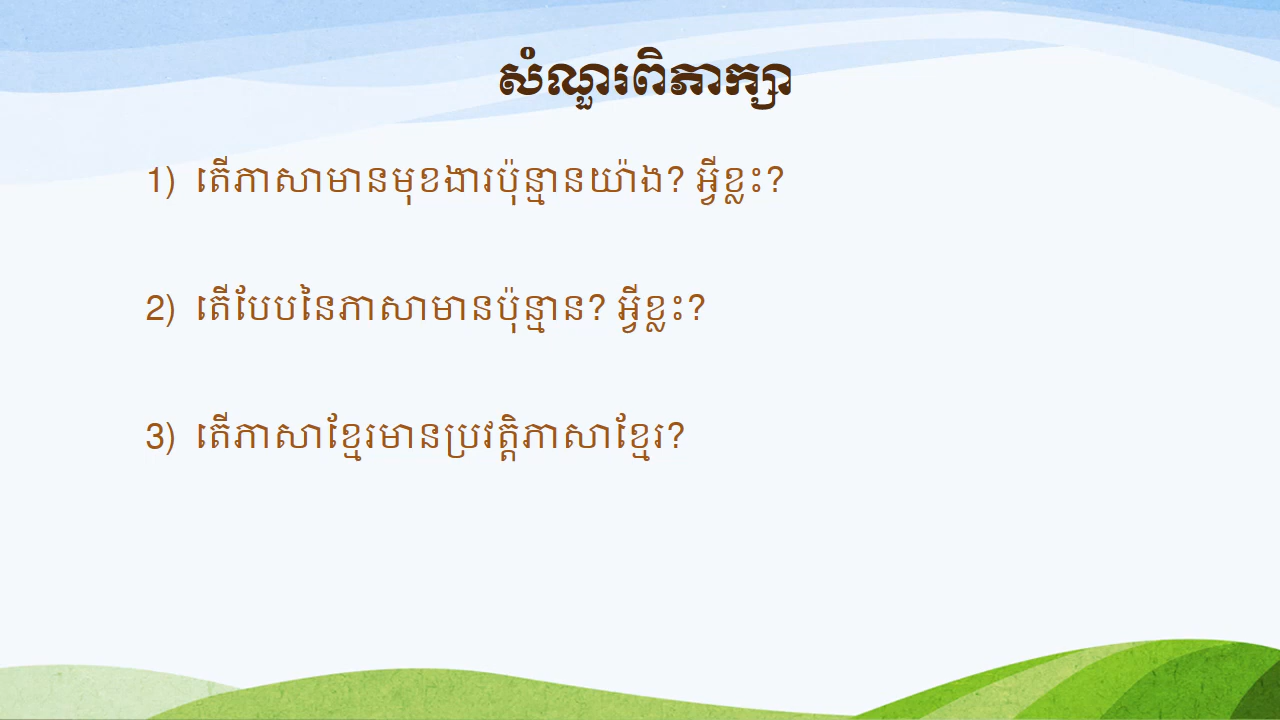 សំណួរពិភាក្សា
1) តើភាសាមានមុខងារប៉ុន្មានយ៉ាង? អ្វីខ្លះ?
2) តើបែបនៃភាសាមានប៉ុន្មាន? អ្វីខ្លះ?
3) តើភាសាខ្មែរមានប្រវត្តិភាសាខ្មែរ?